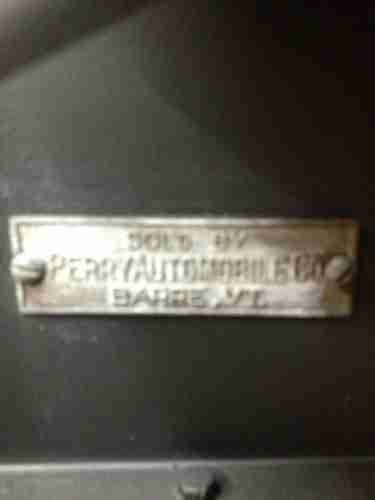 SOLD BY
PERRY AUTOMOBILE CO.
BARRE, VT.